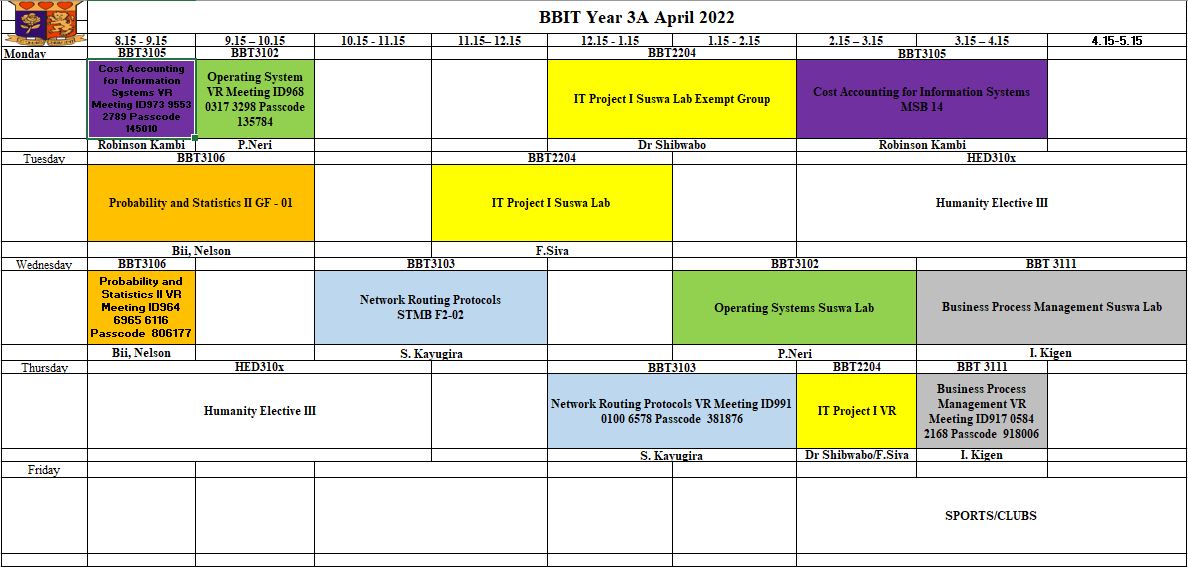 BBIT Year 3A April 2022
8.15 - 9.15 9.15 – 10.15 10.15 - 11.15 11.15– 12.15 12.15 - 1.15 1.15 - 2.15 2.15 – 3.15 3.15 – 4.15 4.15-5.15
Monday BBT3105 BBT3102 BBT2204 BBT3105
Cost Accounting
for Information
Systems VR
Meeting ID973 9553
2789 Passcode
145010
Operating System
VR Meeting ID968
0317 3298 Passcode
135784
IT Project I Suswa Lab Exempt Group
Cost Accounting for Information Systems
MSB 14
Robinson Kambi P.Neri Dr Shibwabo Robinson Kambi
Tuesday BBT3106 BBT2204 HED310x
Probability and Statistics II GF - 01
IT Project I Suswa Lab
Humanity Elective III
Bii, Nelson F.Siva
Wednesday BBT3106 BBT3103 BBT3102 BBT 3111
Probability and
Statistics II VR
Meeting ID964
6965 6116
Passcode 806177
Network Routing Protocols
STMB F2-02
Operating Systems Suswa Lab
Business Process Management Suswa Lab
Bii, Nelson S. Kayugira P.Neri I. Kigen
Thursday HED310x BBT3103 BBT2204 BBT 3111
Humanity Elective III
Network Routing Protocols VR Meeting ID991
0100 6578 Passcode 381876
IT Project I VR
Business Process
Management VR
Meeting ID917 0584
2168 Passcode 918006
S. Kayugira Dr Shibwabo/F.Siva I. Kigen
Friday
SPORTS/CLUBS